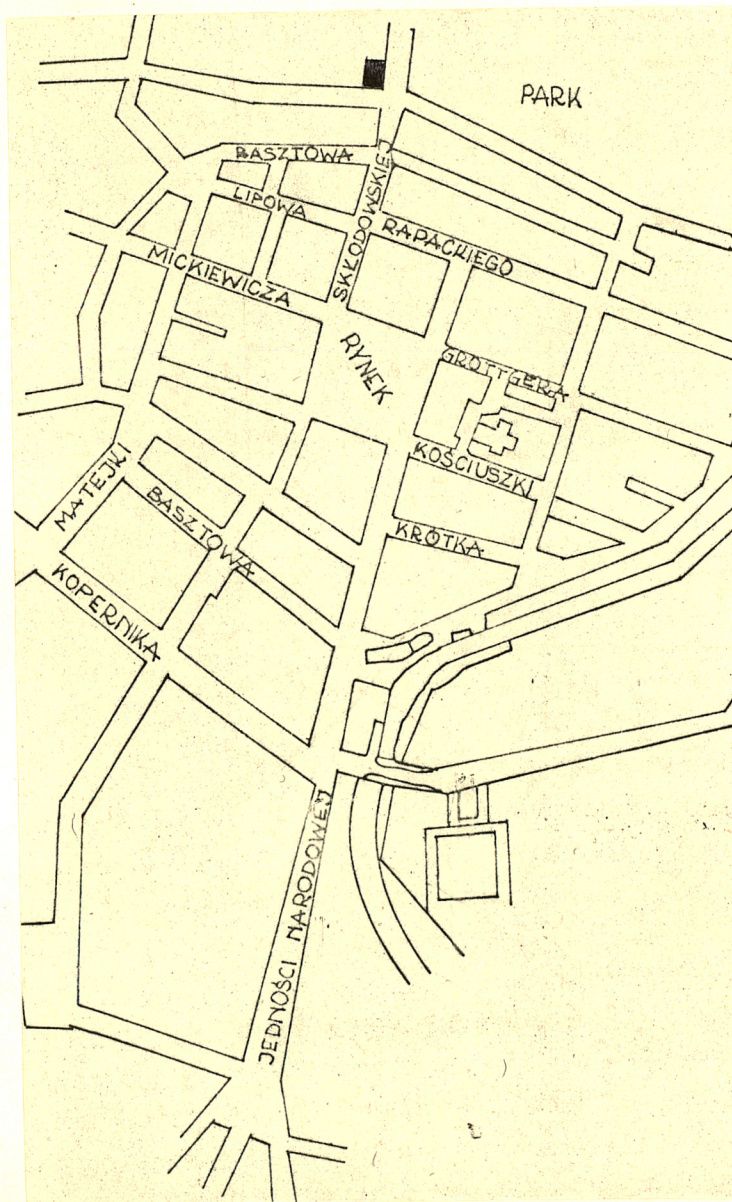 PARK
BASZTOWA
LIPOWA
SKŁODOWSKIEJ
RAPACKIEGO
MICKIEWICZA
RYNEK
GROTTGERA
KOŚCIUSZKI
MATEJKI
BASZTOWA
KRÓTKA
KOPERNIKA
JEDNOŚCI NARODOWEJ